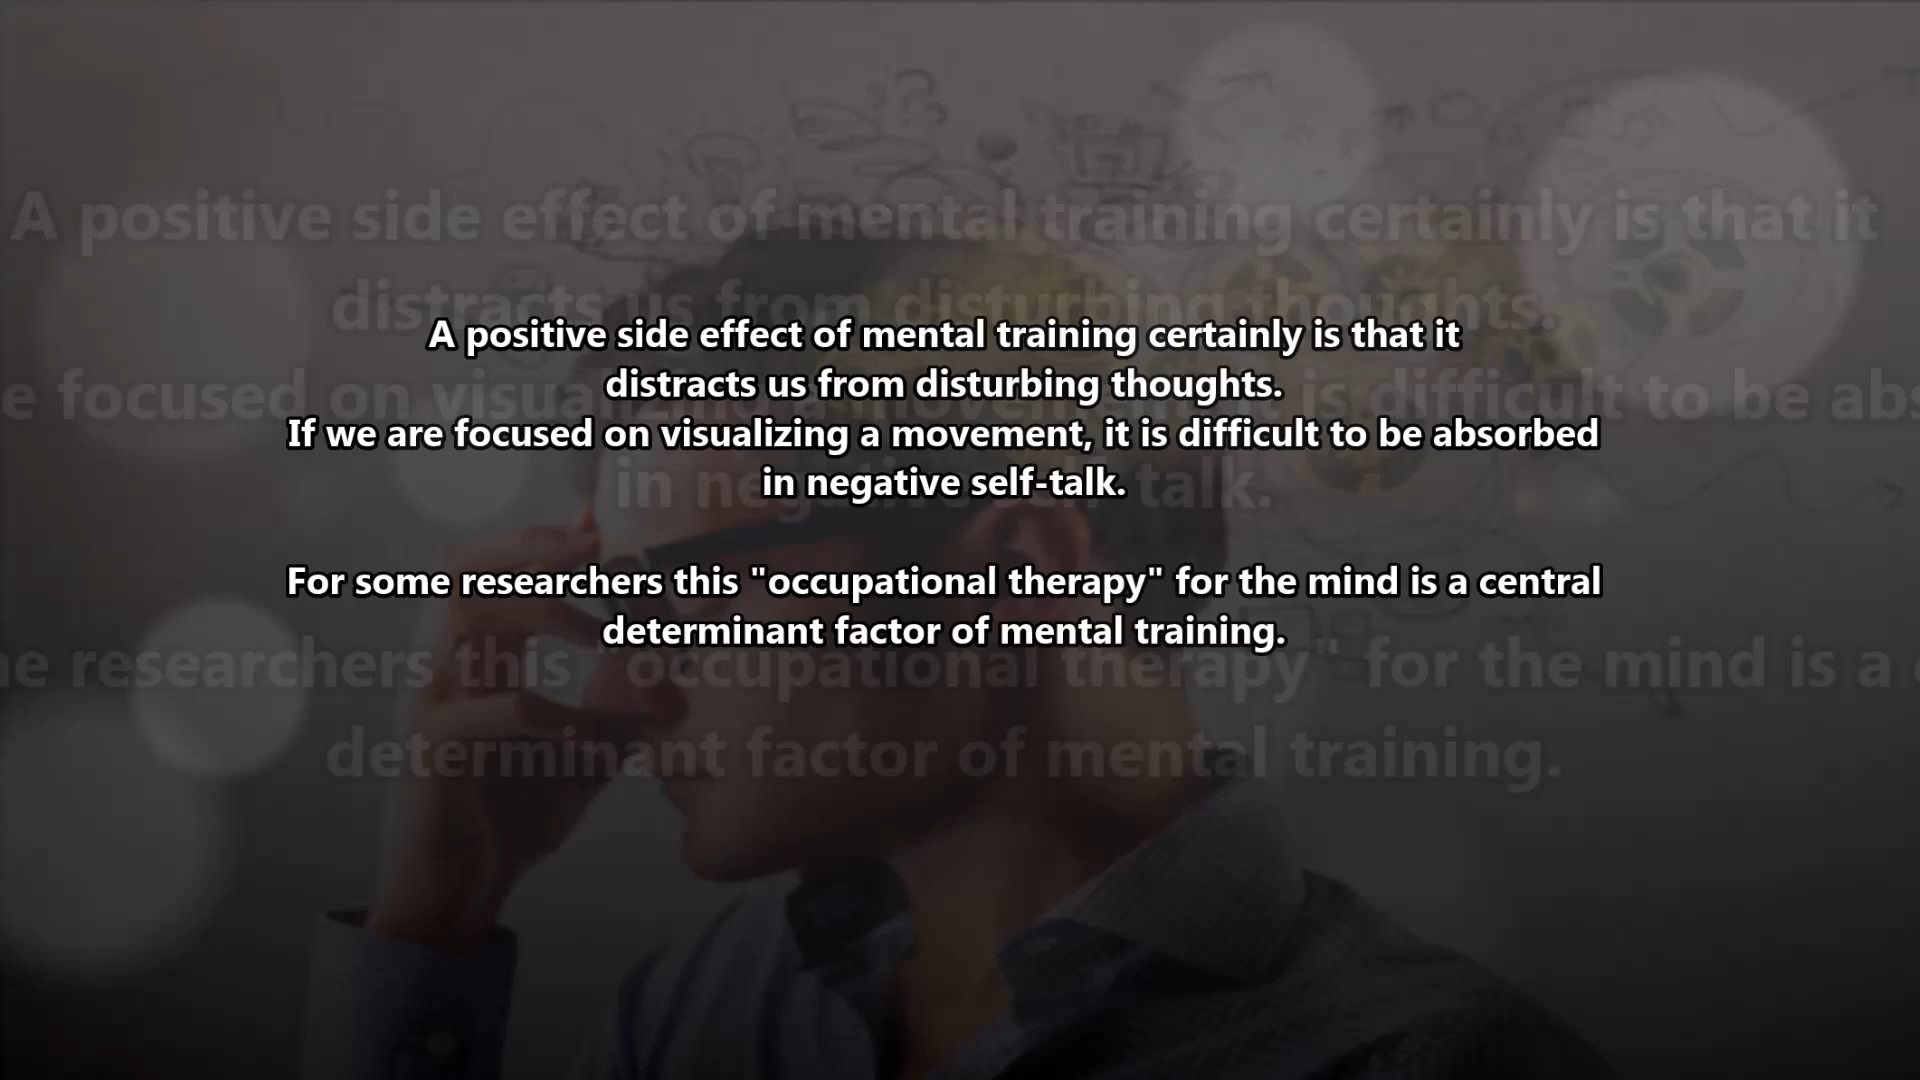 A positive side effect of mental training certainly is that it
distracts us from disturbing thoughts.
If we are focused on visualizing a movement, it is difficult to be absorbed
in negative self-talk.
For some researchers this "occupational therapy" for the mind is a central
determinant factor of mental training.